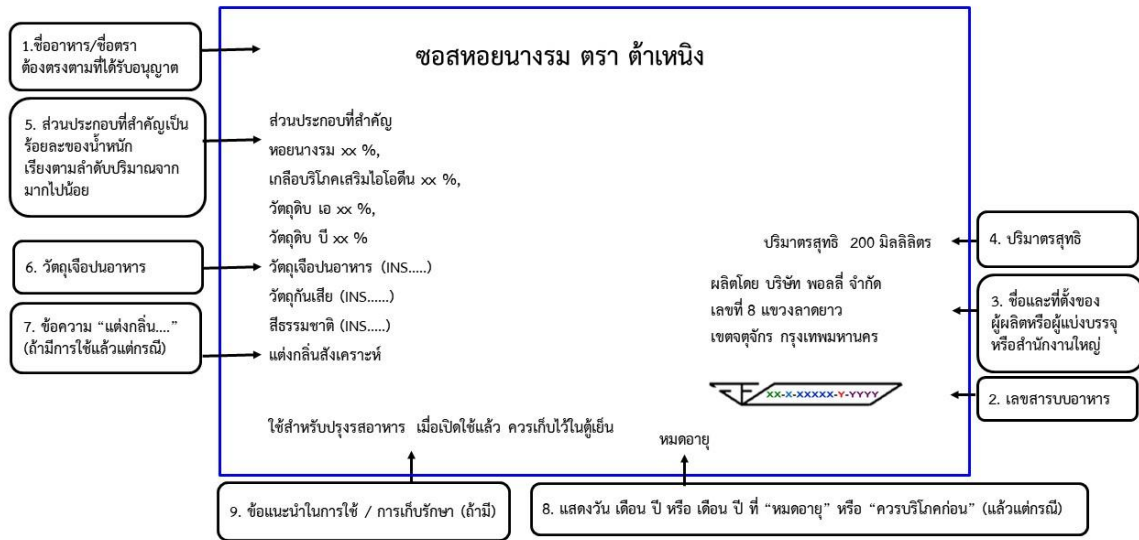 1.ชื่ออาหาร/ชื่อตรา
ต้องตรงตามที่ได้รับอนุญาต
ซอสหอยนางรม ตรา ต้าเหนิง
5. ส่วนประกอบที่สำคัญเป็น
ร้อยละของน้ำหนัก
เรียงตามลำดับปริมาณจาก
มากไปน้อย
ส่วนประกอบที่สำคัญ
หอยนางรม xx %,
เกลือบริโภคเสริมไอโอดีน xx %,
วัตถุดิบ เอ xx %,
วัตถุดิบ บี xx %
6. วัตถุเจือปนอาหาร
วัตถุเจือปนอาหาร (INS.....)
วัตถุกันเสีย (INS......)
สีธรรมชาติ (INS.....)
7. ข้อความ “แต่งกลิ่น....”
(ถ้ามีการใช้แล้วแต่กรณี)
แต่งกลิ่นสังเคราะห์
ปริมาตรสุทธิ 200 มิลลิลิตร
4. ปริมาตรสุทธิ
ผลิตโดย บริษัท พอลลี่ จำกัด
เลขที่ 8 แขวงลาดยาว
เขตจตุจักร กรุงเทพมหานคร
3. ชื่อและที่ตั้งของ
ผู้ผลิตหรือผู้แบ่งบรรจุ
หรือสำนักงานใหญ่
XX-X-XXXXX-Y-YYYY
2. เลขสารบบอาหาร
ใช้สำหรับปรุงรสอาหาร เมื่อเปิดใช้แล้ว ควรเก็บไว้ในตู้เย็น
หมดอายุ
9. ข้อแนะนำในการใช้ / การเก็บรักษา (ถ้ามี)
8. แสดงวัน เดือน ปี หรือ เดือน ปี ที่ “หมดอายุ” หรือ “ควรบริโภคก่อน” (แล้วแต่กรณี)